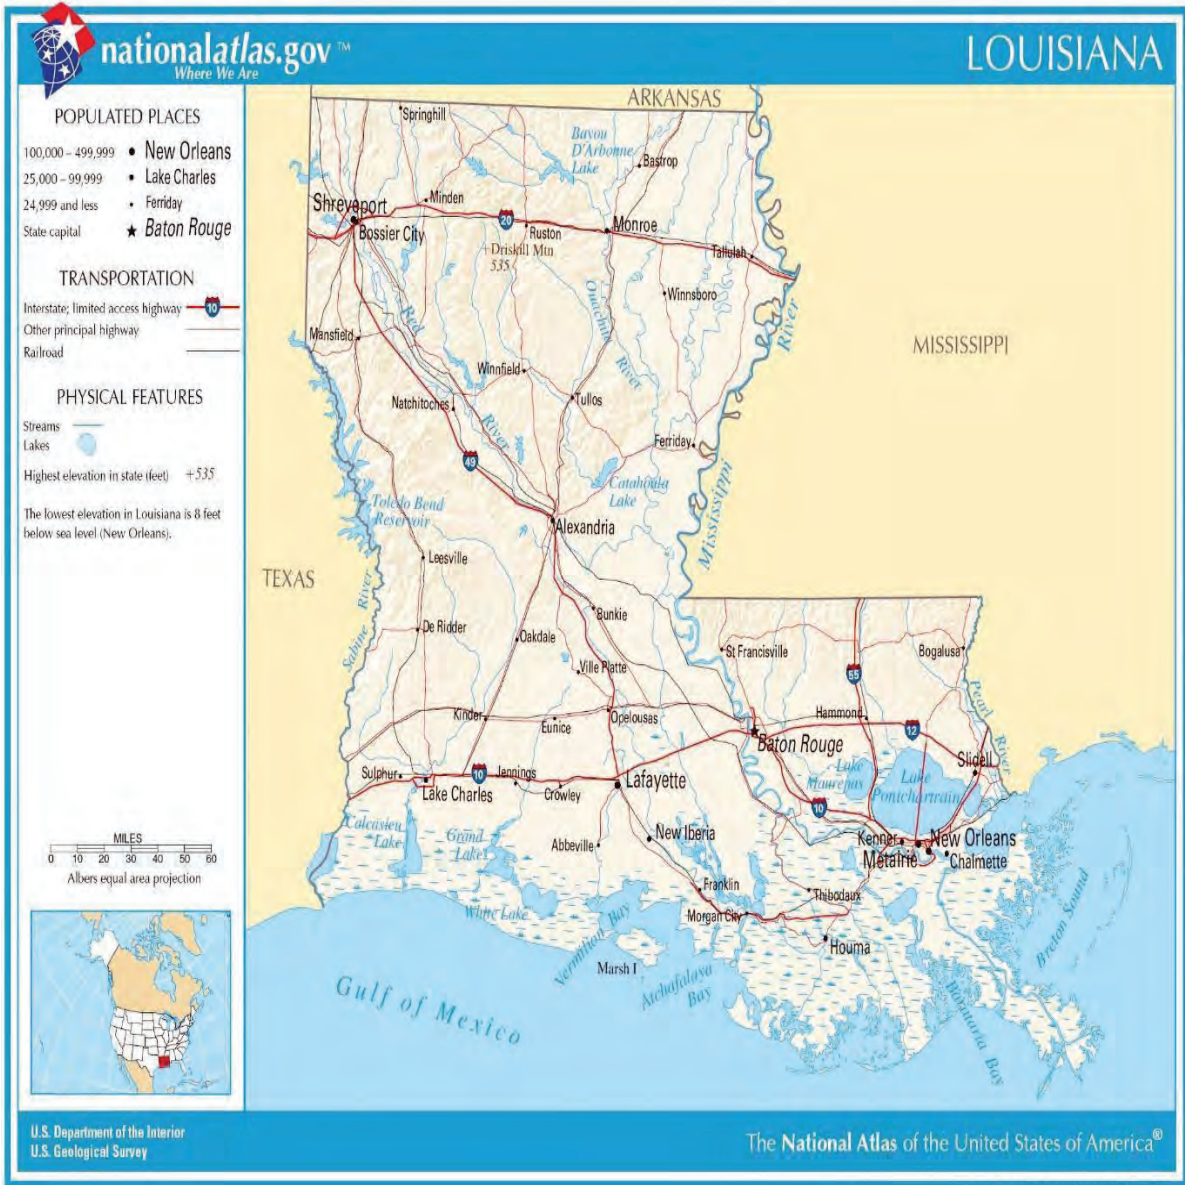 nationalatlas.gov ™
Where We Are
LOUISIANA
POPULATED PLACES
100,000 – 499,999 • New Orleans
25,000 – 99,999 • Lake Charles
24,999 and less • Ferriday
State capital ★ Baton Rouge
TRANSPORTATION
Interstate; limited access highway 10
Other principal highway
Railroad
PHYSICAL FEATURES
Streams
Lakes
Highest elevation in state (feet) +535
The lowest elevation in Louisiana is 8 feet
below sea level (New Orleans).
MILES
0 10 20 30 40 50 60
Albers equal area projection
ARKANSAS
Springhill
Bayou
D'Arbonne
Lake
Bastrop
Minden
Shreveport
Bossier City
20
Ruston
Monroe
+Driskill Mtn
535
Tallulah
Winnsboro
Red
Ouachita
River
River
Mansfield
MISSISSIPPI
Winnfield
Natchitoches
Tullos
River
Ferriday
49
Catahoula
Lake
Mississippi
Toledo Bend
Reservoir
Alexandria
TEXAS
Leesville
Sabine River
Bunkie
De Ridder
Oakdale
St Francisville
Bogalusa
Ville Platte
55
Pearl
River
Kinder
Eunice
Opelousas
Hammond
12
Baton Rouge
Slidell
Sulphur
10
Jennings
Lake Charles
Crowley
Lafayette
Lake
Maurepas
Lake
Pontchartrain
10
Calcasieu
Lake
Grand
Lake
Abbeville
New Iberia
Kenner
New Orleans
Metairie
Chalmette
Franklin
Thibodaux
White Lake
Morgan City
Vermilion Bay
Houma
Marsh I
Atchafalaya
Bay
Breton Sound
Barataria Bay
Gulf of Mexico
U.S. Department of the Interior
U.S. Geological Survey
The National Atlas of the United States of America®